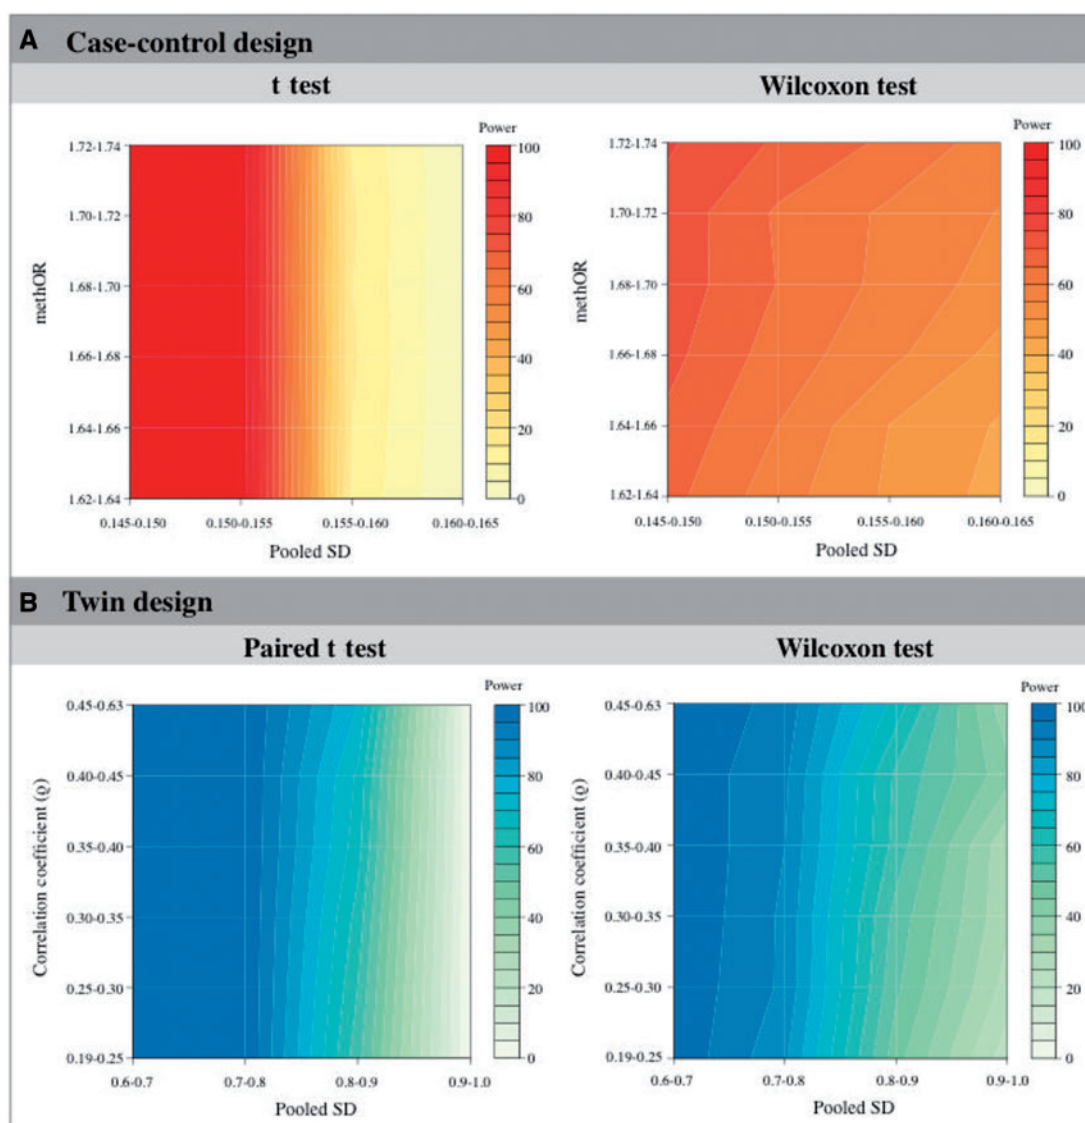 A Case-control design
t test
Wilcoxon test
Power
1.72-1.74
1.70-1.72
1.68-1.70
1.66-1.68
1.64-1.66
1.62-1.64
methOR
100
80
60
40
20
0
0.145-0.150 0.150-0.155 0.155-0.160 0.160-0.165
Pooled SD
Power
1.72-1.74
1.70-1.72
1.68-1.70
1.66-1.68
1.64-1.66
1.62-1.64
methOR
100
80
60
40
20
0
0.145-0.150 0.150-0.155 0.155-0.160 0.160-0.165
Pooled SD
B Twin design
Paired t test
Wilcoxon test
Power
0.45-0.63
0.40-0.45
0.35-0.40
0.30-0.35
0.25-0.30
0.19-0.25
Correlation coefficient (ϱ)
100
80
60
40
20
0
0.6-0.7 0.7-0.8 0.8-0.9 0.9-1.0
Pooled SD
Power
0.45-0.63
0.40-0.45
0.35-0.40
0.30-0.35
0.25-0.30
0.19-0.25
Correlation coefficient (ϱ)
100
80
60
40
20
0
0.6-0.7 0.7-0.8 0.8-0.9 0.9-1.0
Pooled SD